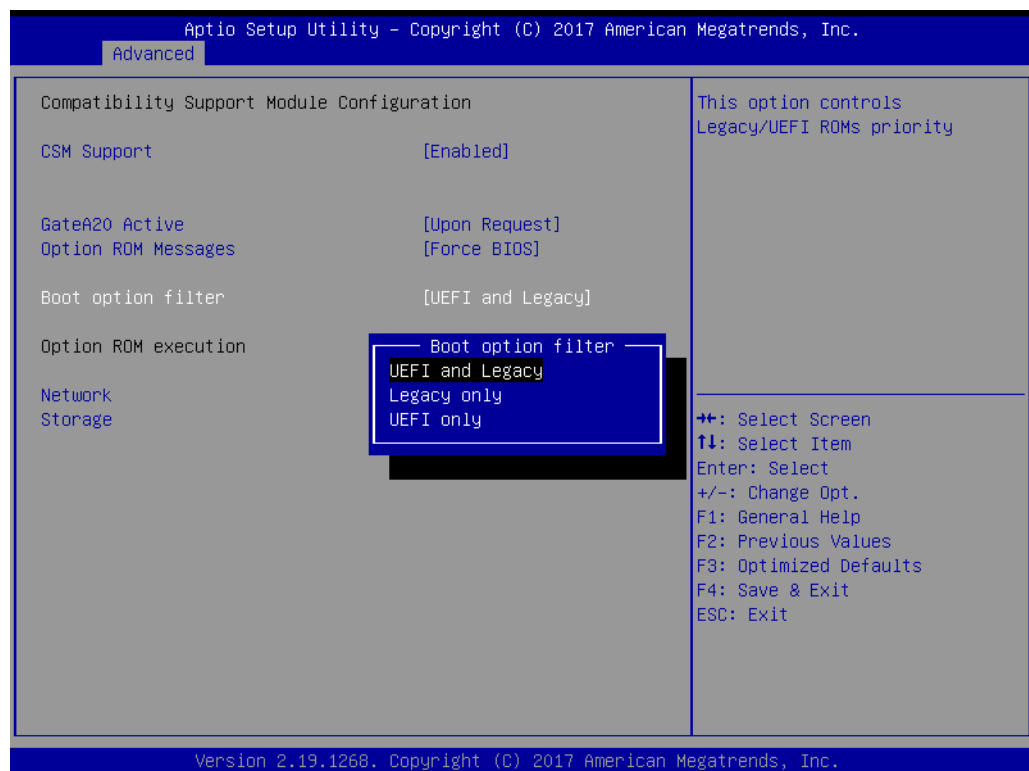 Aptio Setup Utility – Copyright (C) 2017 American Megatrends, Inc.
Advanced
Compatibility Support Module Configuration
CSM Support [Enabled]
GateA20 Active [Upon Request]
Option ROM Messages [Force BIOS]
Boot option filter [UEFI and Legacy]
Option ROM execution
Network
Storage
Boot option filter
UEFI and Legacy
Legacy only
UEFI only
This option controls
Legacy/UEFI ROMs priority
→←: Select Screen
↑↓: Select Item
Enter: Select
+/-: Change Opt.
F1: General Help
F2: Previous Values
F3: Optimized Defaults
F4: Save & Exit
ESC: Exit
Version 2.19.1268. Copyright (C) 2017 American Megatrends, Inc.